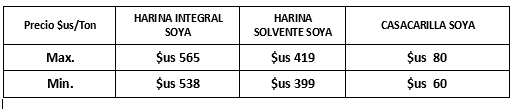 Precio $us/Ton | HARINA INTEGRAL SOYA | HARINA SOLVENTE SOYA | CASACARILLA SOYA
Max. | $us 565 | $us 419 | $us 80
Min. | $us 538 | $us 399 | $us 60